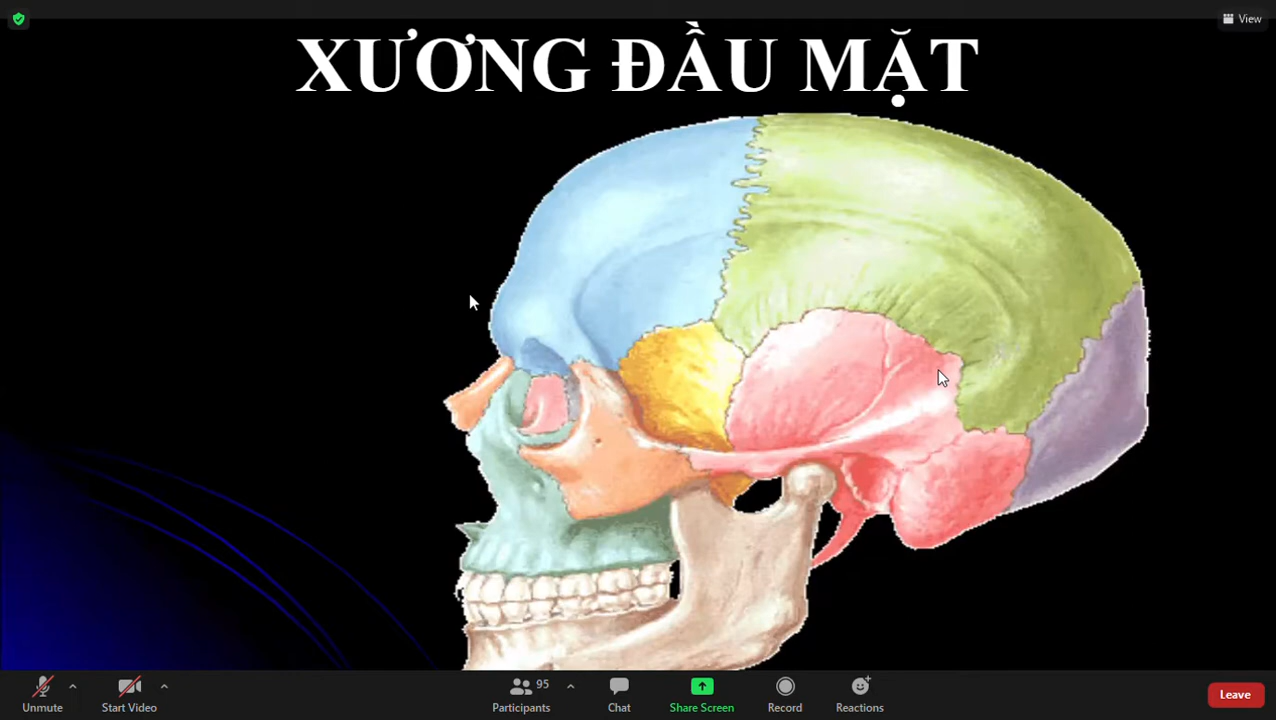 View
XƯƠNG ĐẦU MẶT
Unmute
Start Video
95
Participants
Chat
Share Screen
Record
Reactions
Leave